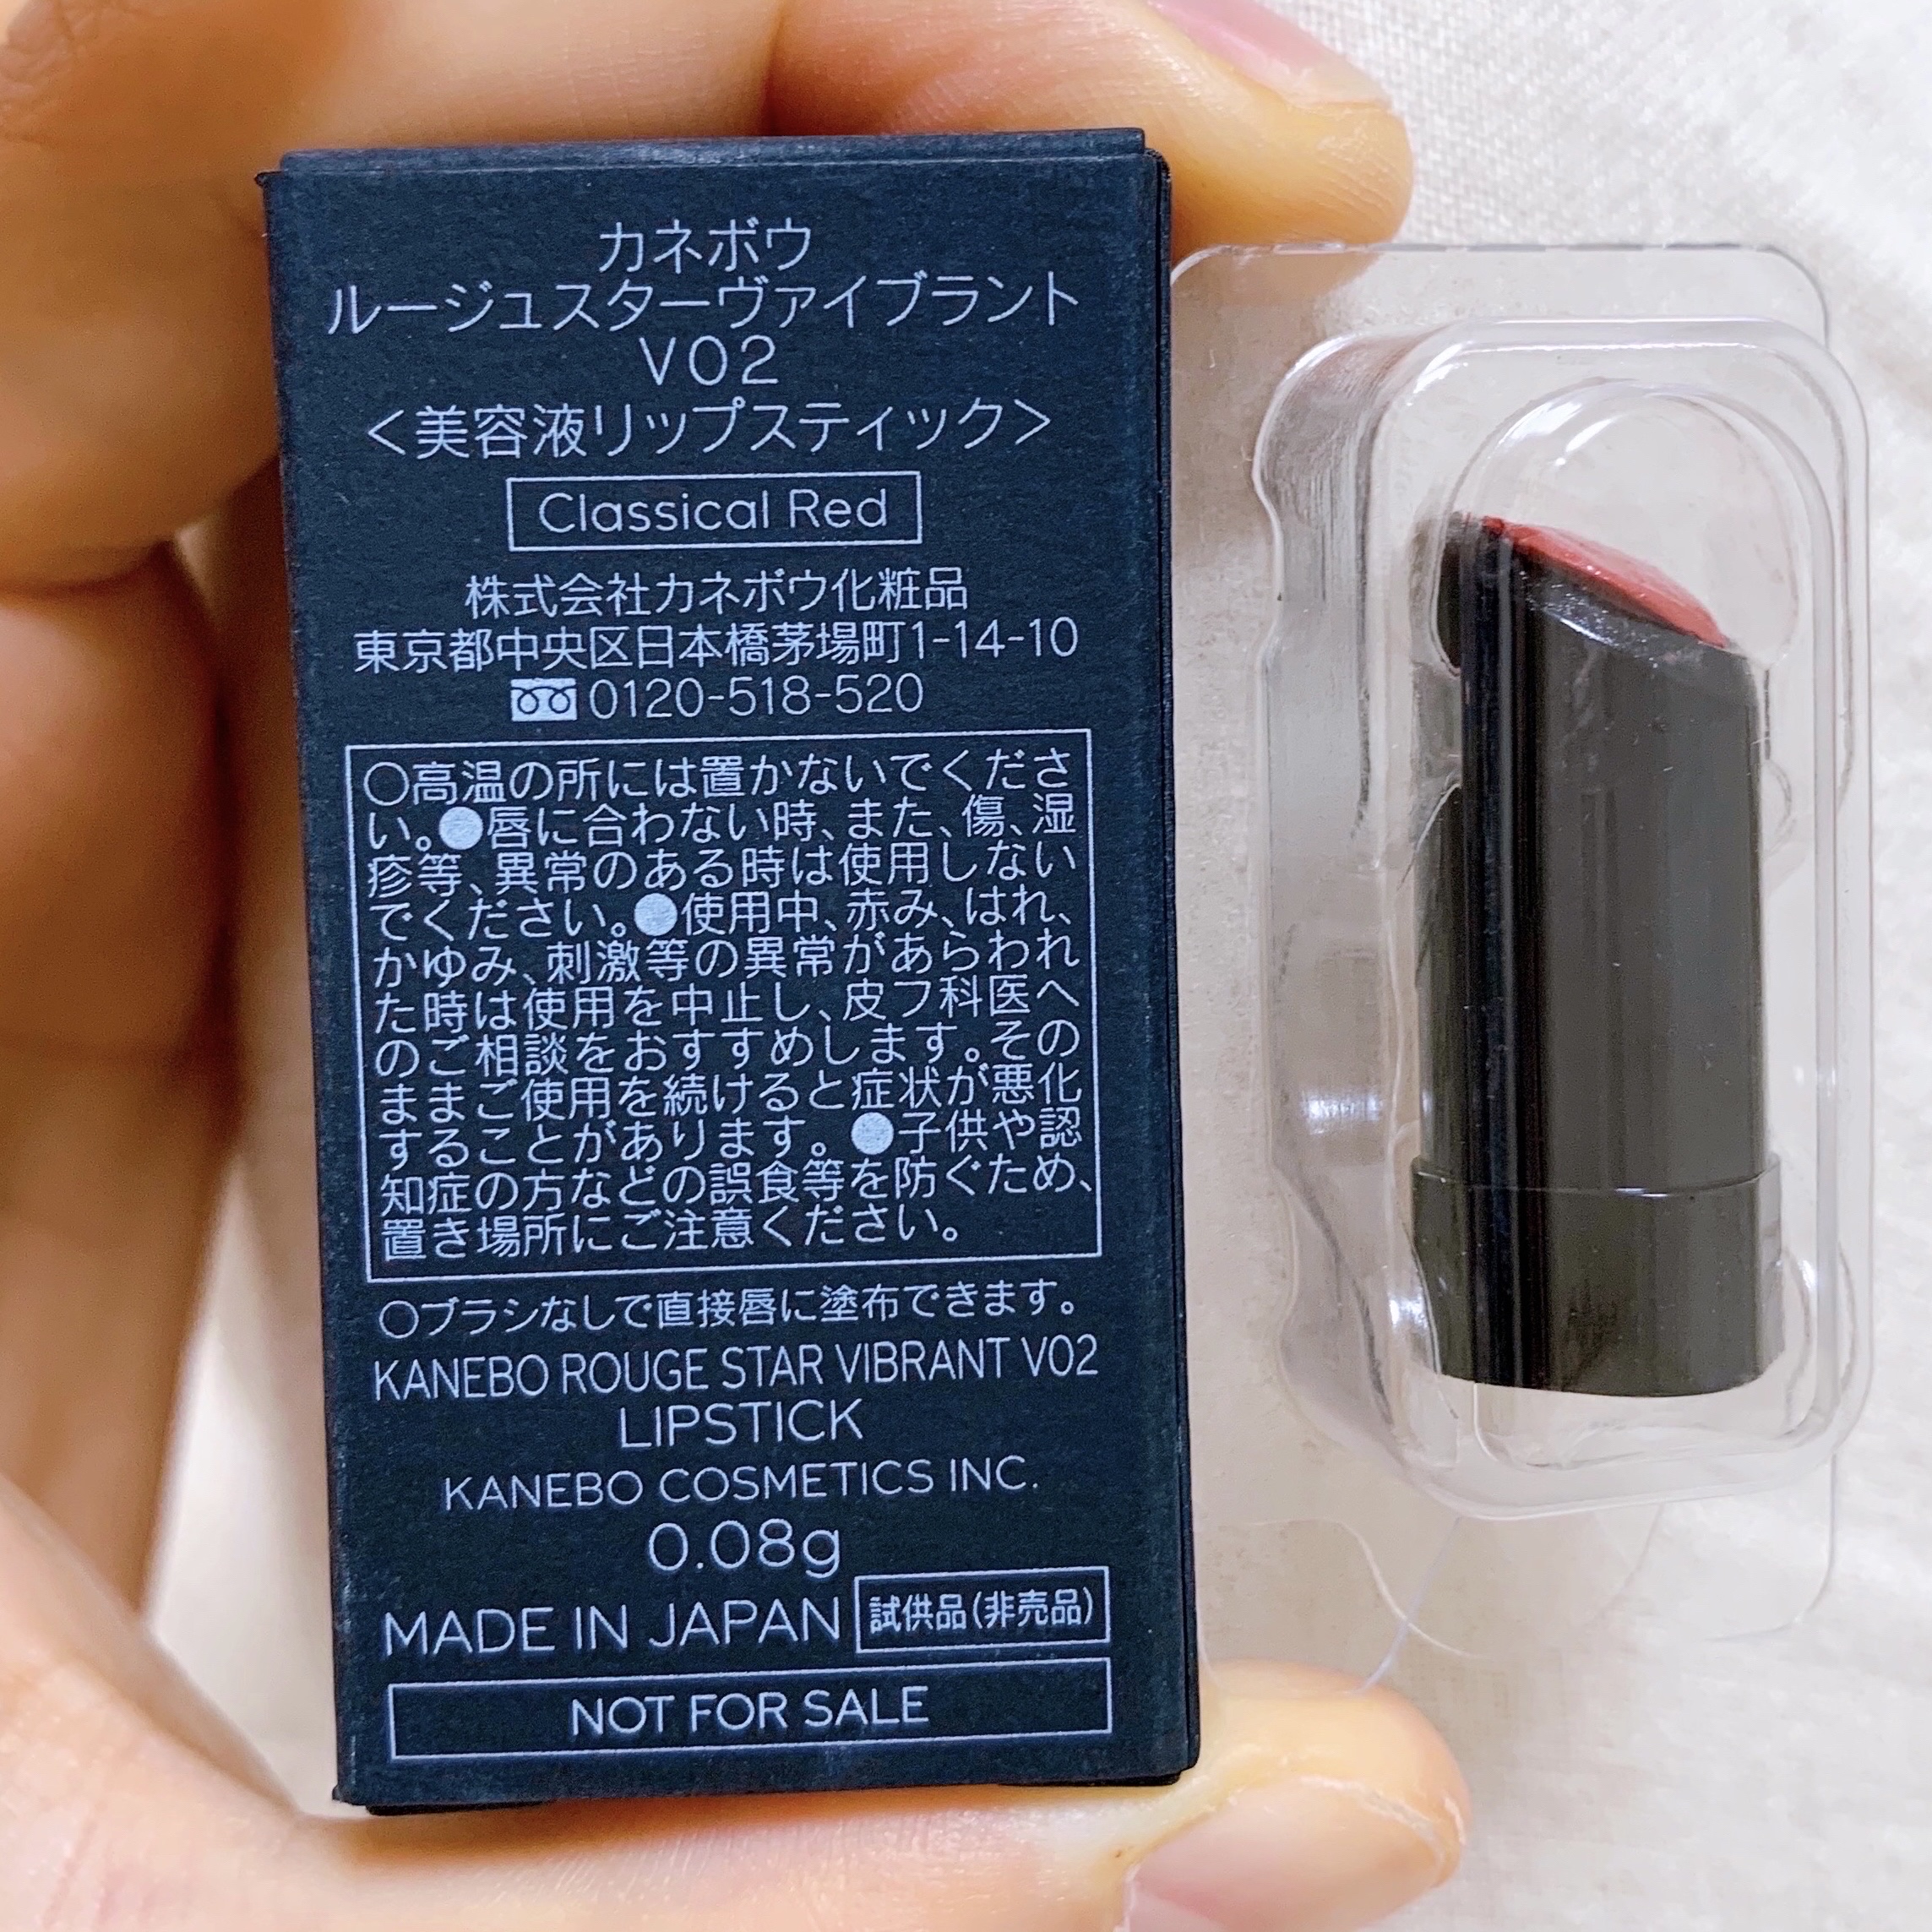 カネボウ
ルージュスターヴァイブラント
V02
＜美容液リップスティック＞
Classical Red
株式会社カネボウ化粧品
東京都中央区日本橋茅場町1-14-10
0120-518-520
○高温の所には置かないでくださ
い。●唇に合わない時、また、傷、湿
疹等、異常のある時は使用しない
でください。●使用中、赤み、はれ、
かゆみ、刺激等の異常があらわれ
た時は使用を中止し、皮フ科医へ
のご相談をおすすめします。その
ままご使用を続けると症状が悪化
することがあります。●子供や認
知症の方などの誤食等を防ぐため、
置き場所にご注意ください。
○ブラシなしで直接唇に塗布できます。
KANEBO ROUGE STAR VIBRANT V02
LIPSTICK
KANEBO COSMETICS INC.
0.08g
MADE IN JAPAN 試供品(非売品)
NOT FOR SALE